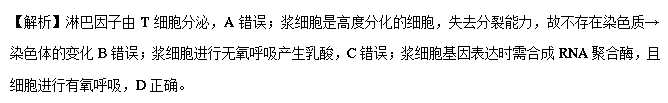 【解析】淋巴因子由 T 细胞分泌，A 错误；浆细胞是高度分化的细胞，失去分裂能力，故不存在染色质→
染色体的变化 B 错误；浆细胞进行无氧呼吸产生乳酸，C 错误；浆细胞基因表达时需合成 RNA 聚合酶，且
细胞进行有氧呼吸，D 正确。